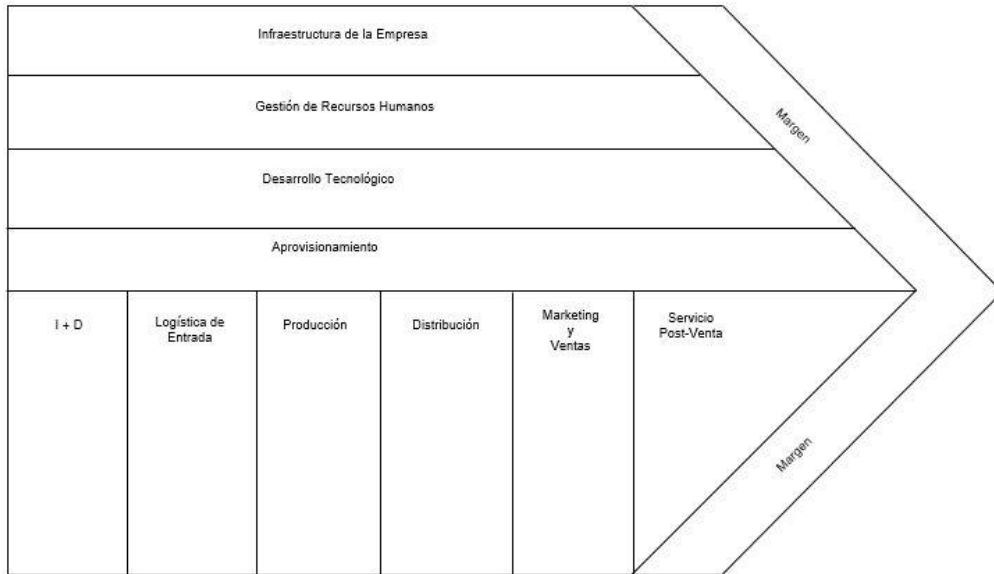 Infraestructura de la Empresa
Gestión de Recursos Humanos
Margen
Desarrollo Tecnológico
Aprovisionamiento
I + D
Logística de
Entrada
Producción
Distribución
Marketing
y
Ventas
Servicio
Post-Venta
Margen